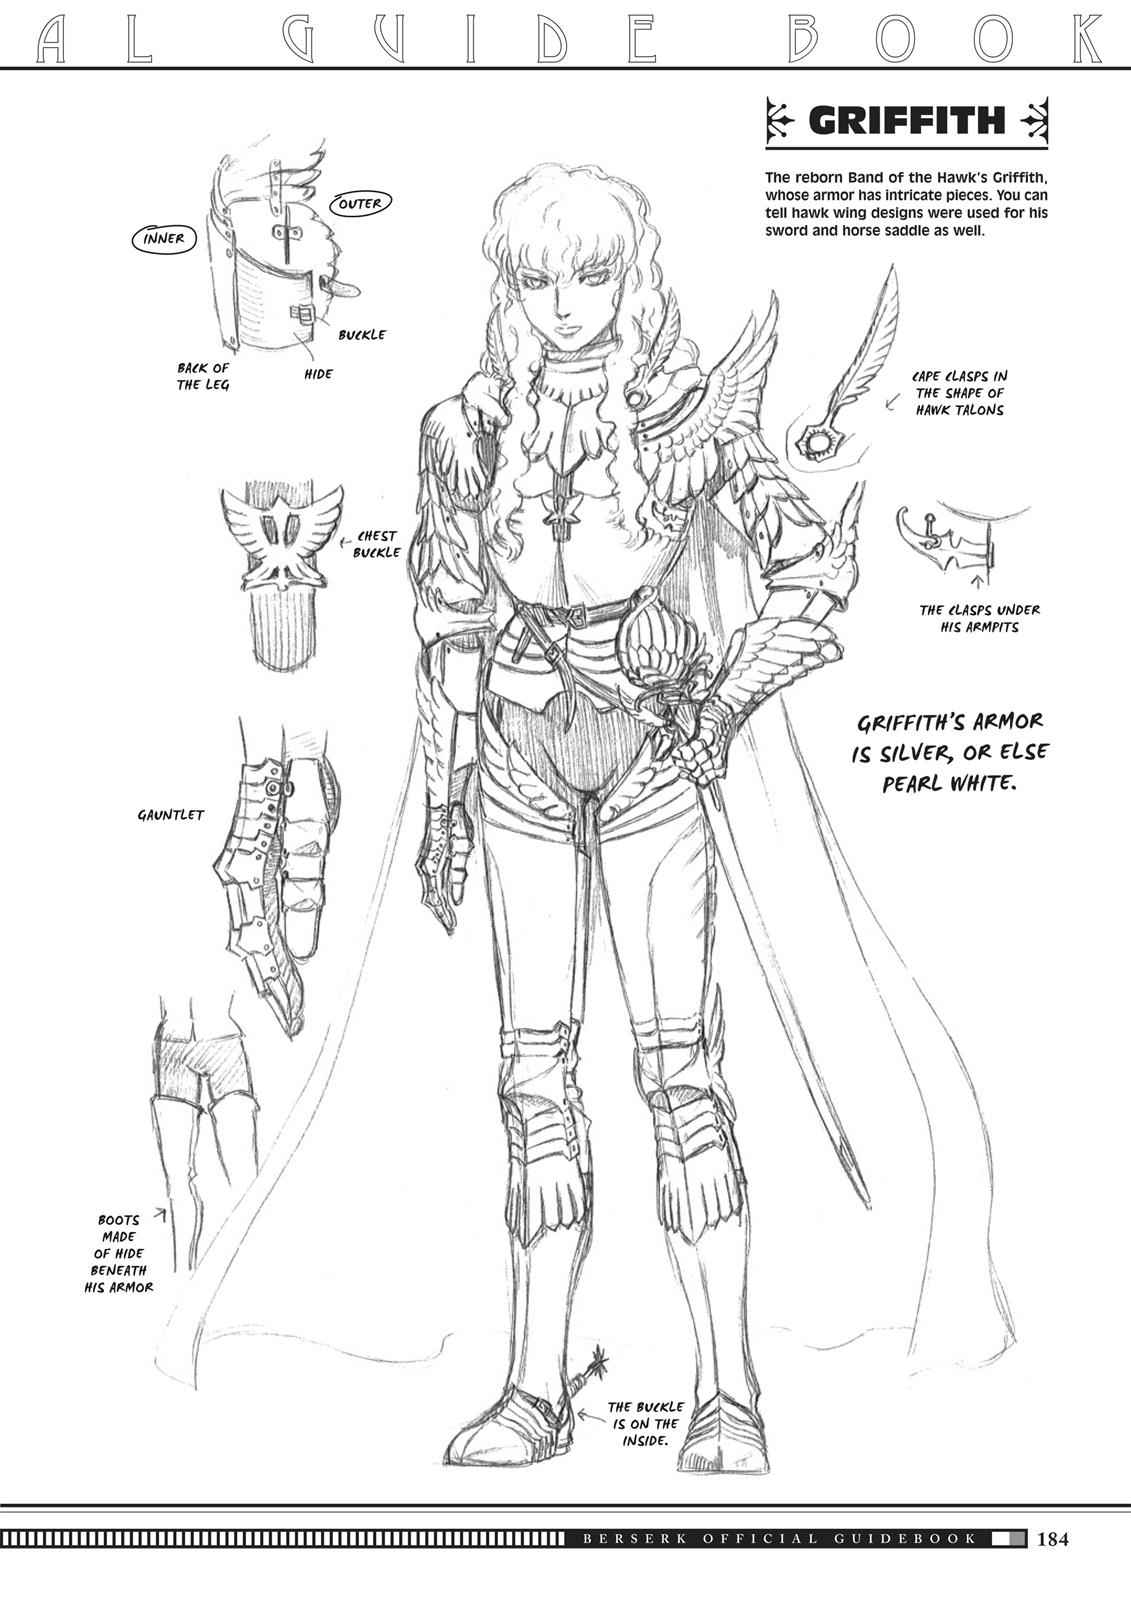 AL GUIDE BOOK
GRIFFITH
The reborn Band of the Hawk's Griffith,
whose armor has intricate pieces. You can
tell hawk wing designs were used for his
sword and horse saddle as well.
OUTER
INNER
BUCKLE
BACK OF
THE LEG
HIDE
CAPE CLASPS IN
THE SHAPE OF
HAWK TALONS
CHEST
BUCKLE
THE CLASPS UNDER
HIS ARMPITS
GRIFFITH'S ARMOR
IS SILVER, OR ELSE
PEARL WHITE.
GAUNTLET
BOOTS
MADE
OF HIDE
BENEATH
HIS ARMOR
THE BUCKLE
IS ON THE
INSIDE.
BERSERK OFFICIAL GUIDEBOOK
184